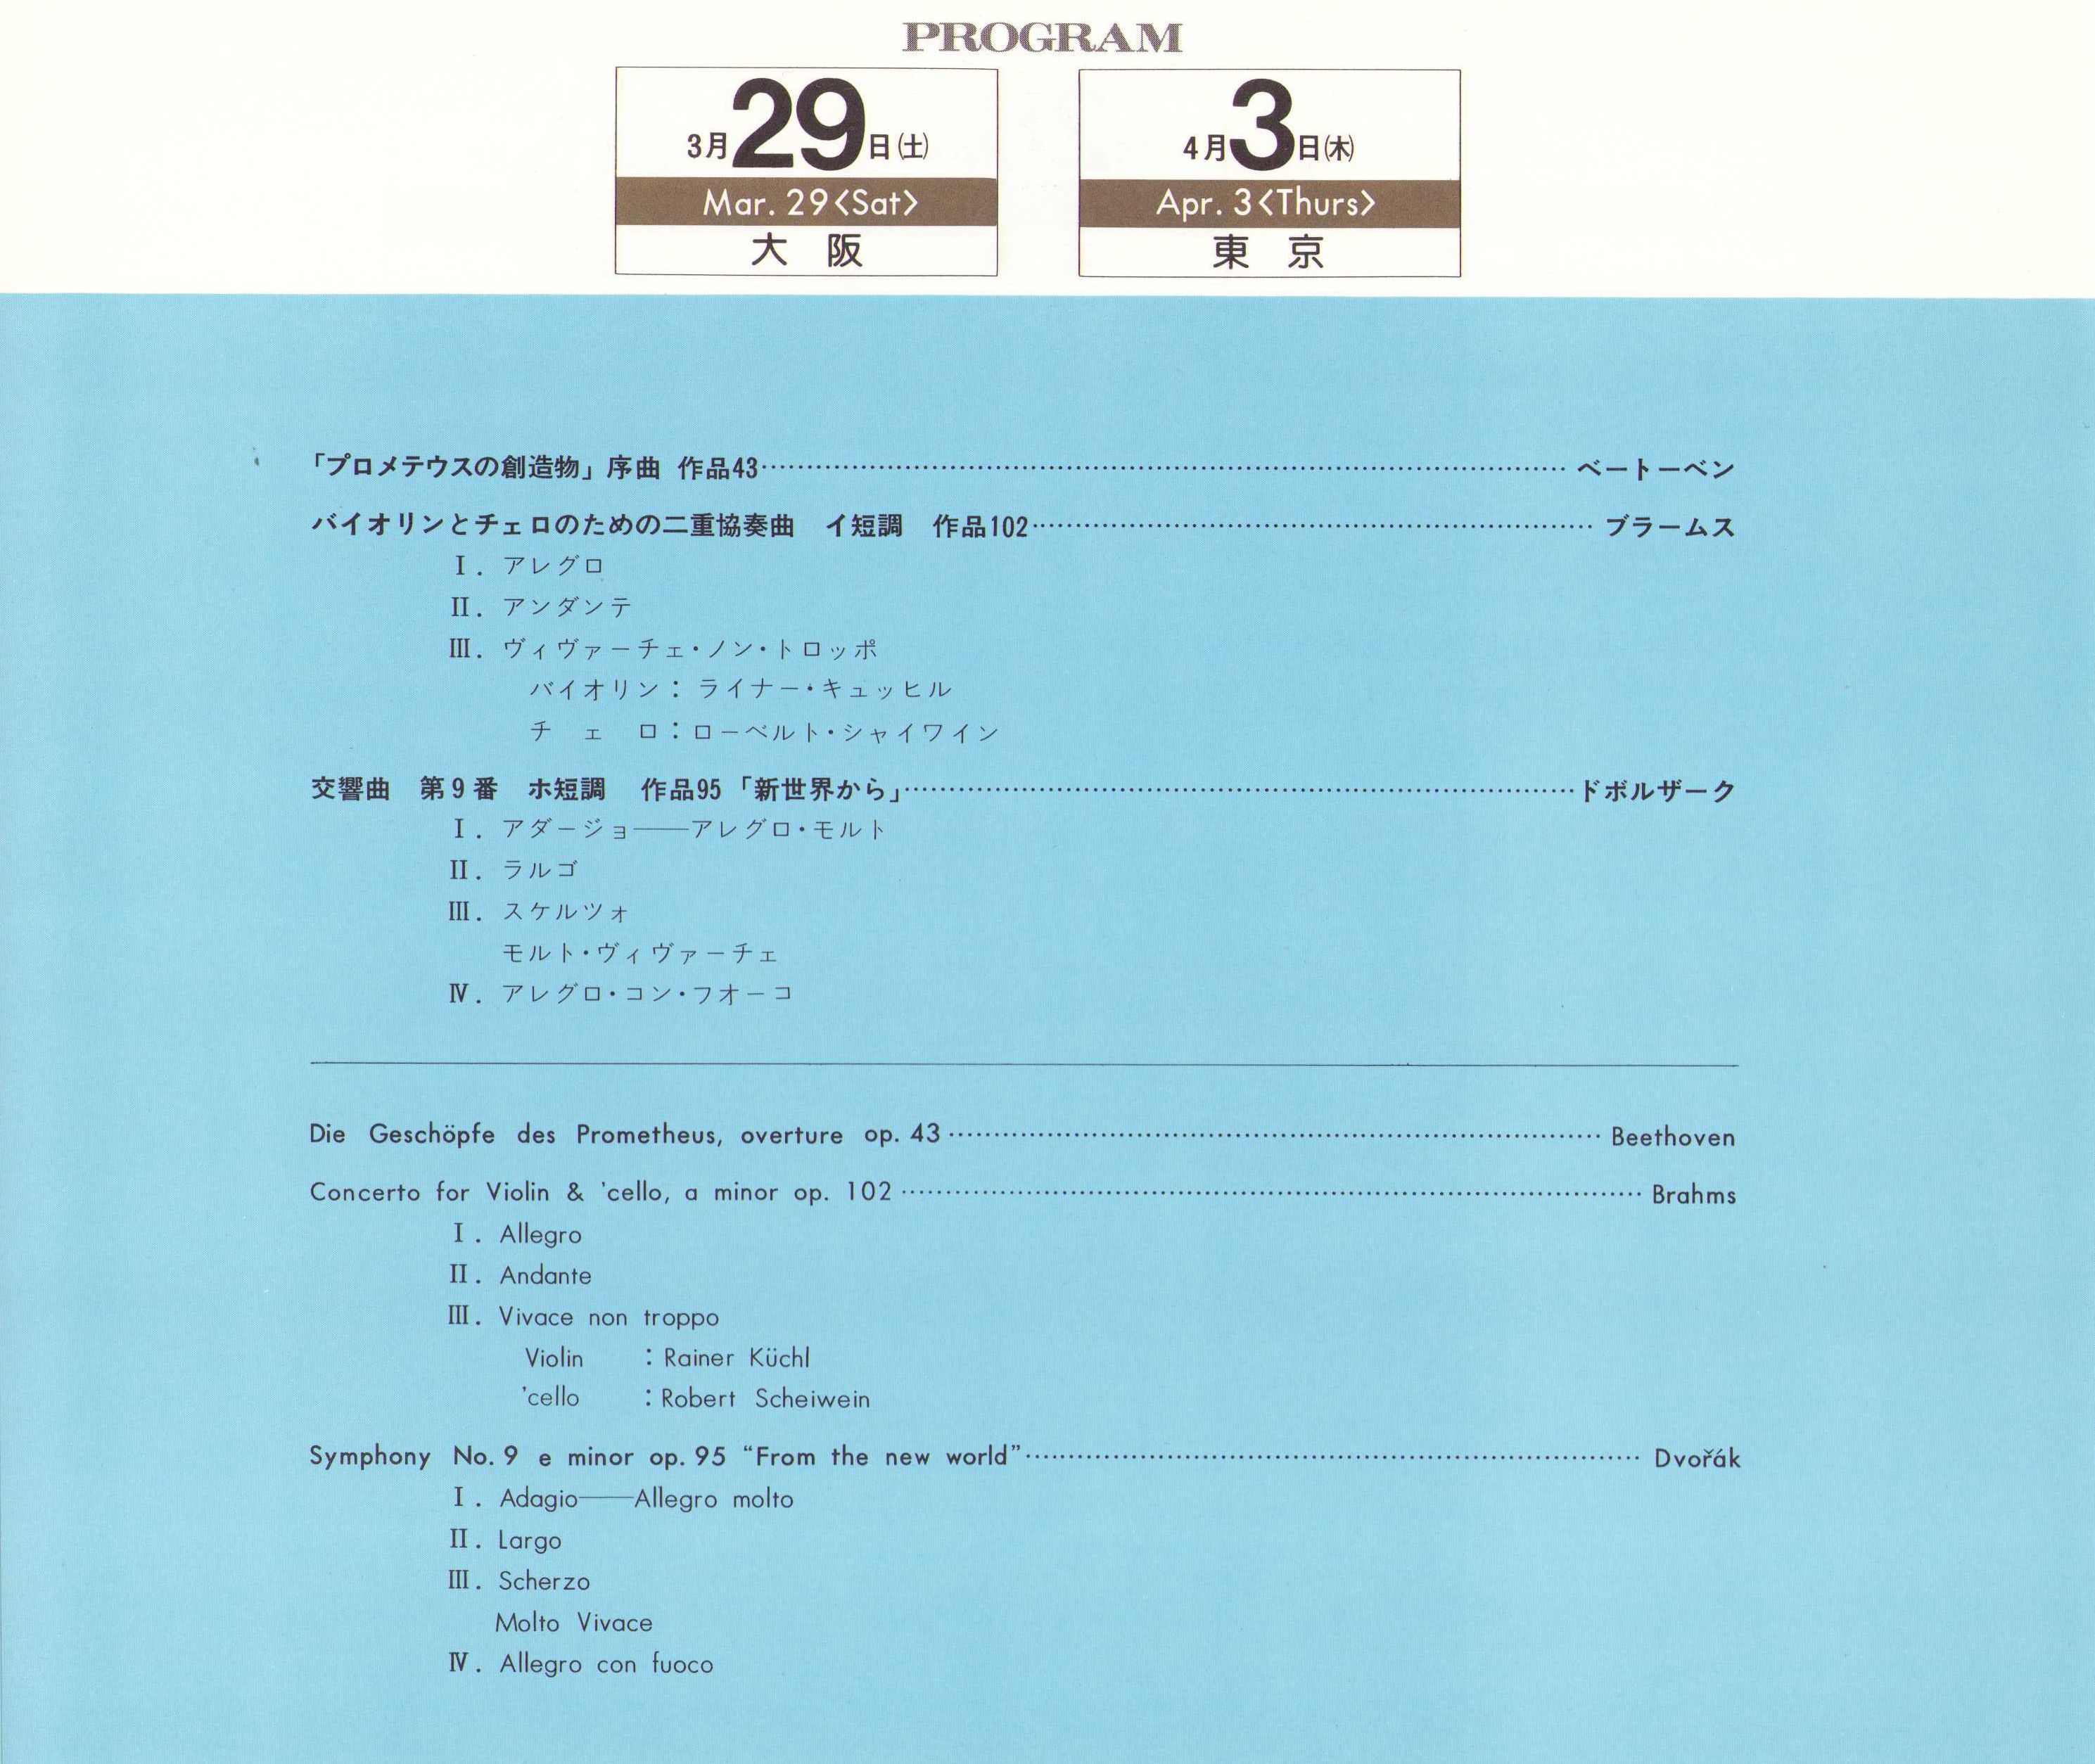 PROGRAM
3月29日(土)
Mar. 29<Sat>
大 阪
4月3日(木)
Apr. 3<Thurs>
東 京
「プロメテウスの創造物」序曲 作品43……………………………………………… ベートーベン
バイオリンとチェロのための二重協奏曲 イ短調 作品102……………………………………………… ブラームス
Ⅰ. アレグロ
Ⅱ. アンダンテ
Ⅲ. ヴィヴァーチェ・ノン・トロッポ
バイオリン：ライナー・キュッヒル
チ ェ ロ：ローベルト・シャイワイン
交響曲 第9番 ホ短調 作品95「新世界から」………………………………………………ドボルザーク
Ⅰ. アダージョ——アレグロ・モルト
Ⅱ. ラルゴ
Ⅲ. スケルツォ
モルト・ヴィヴァーチェ
Ⅳ. アレグロ・コン・フオーコ
Die Geschöpfe des Prometheus, overture op. 43 ……………………………………………… Beethoven
Concerto for Violin & 'cello, a minor op. 102 ……………………………………………… Brahms
Ⅰ. Allegro
Ⅱ. Andante
Ⅲ. Vivace non troppo
Violin : Rainer Küchl
'cello : Robert Scheiwein
Symphony No. 9 e minor op. 95 “From the new world”……………………………………………… Dvořák
Ⅰ. Adagio——Allegro molto
Ⅱ. Largo
Ⅲ. Scherzo
Molto Vivace
Ⅳ. Allegro con fuoco